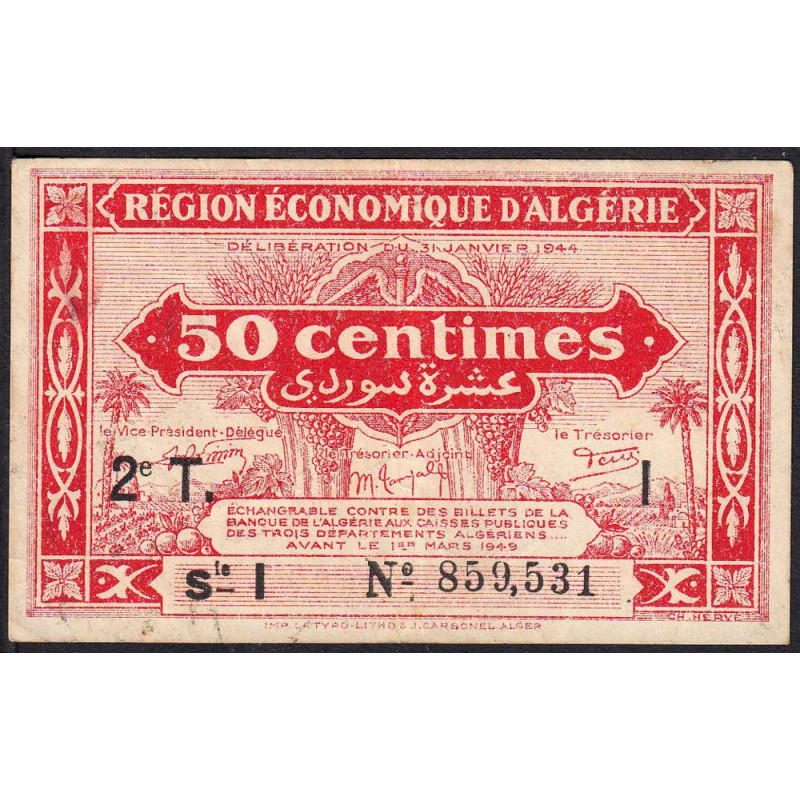 RÉGION ÉCONOMIQUE D'ALGÉRIE
DÉLIBÉRATION DU 31 JANVIER 1944
50 centimes
عشرة سوردي
le Vice-Président-Délégué
le Trésorier-Adjoint
le Trésorier
2e T.
I
ÉCHANGEABLE CONTRE DES BILLETS DE LA
BANQUE DE L'ALGÉRIE AUX CAISSES PUBLIQUES
DES TROIS DÉPARTEMENTS ALGÉRIENS....
AVANT LE 1ER MARS 1949
Sie I
No 859,531
IMP. LA TYPO-LITHO & J. CARBONEL ALGER
CH. HERVÉ